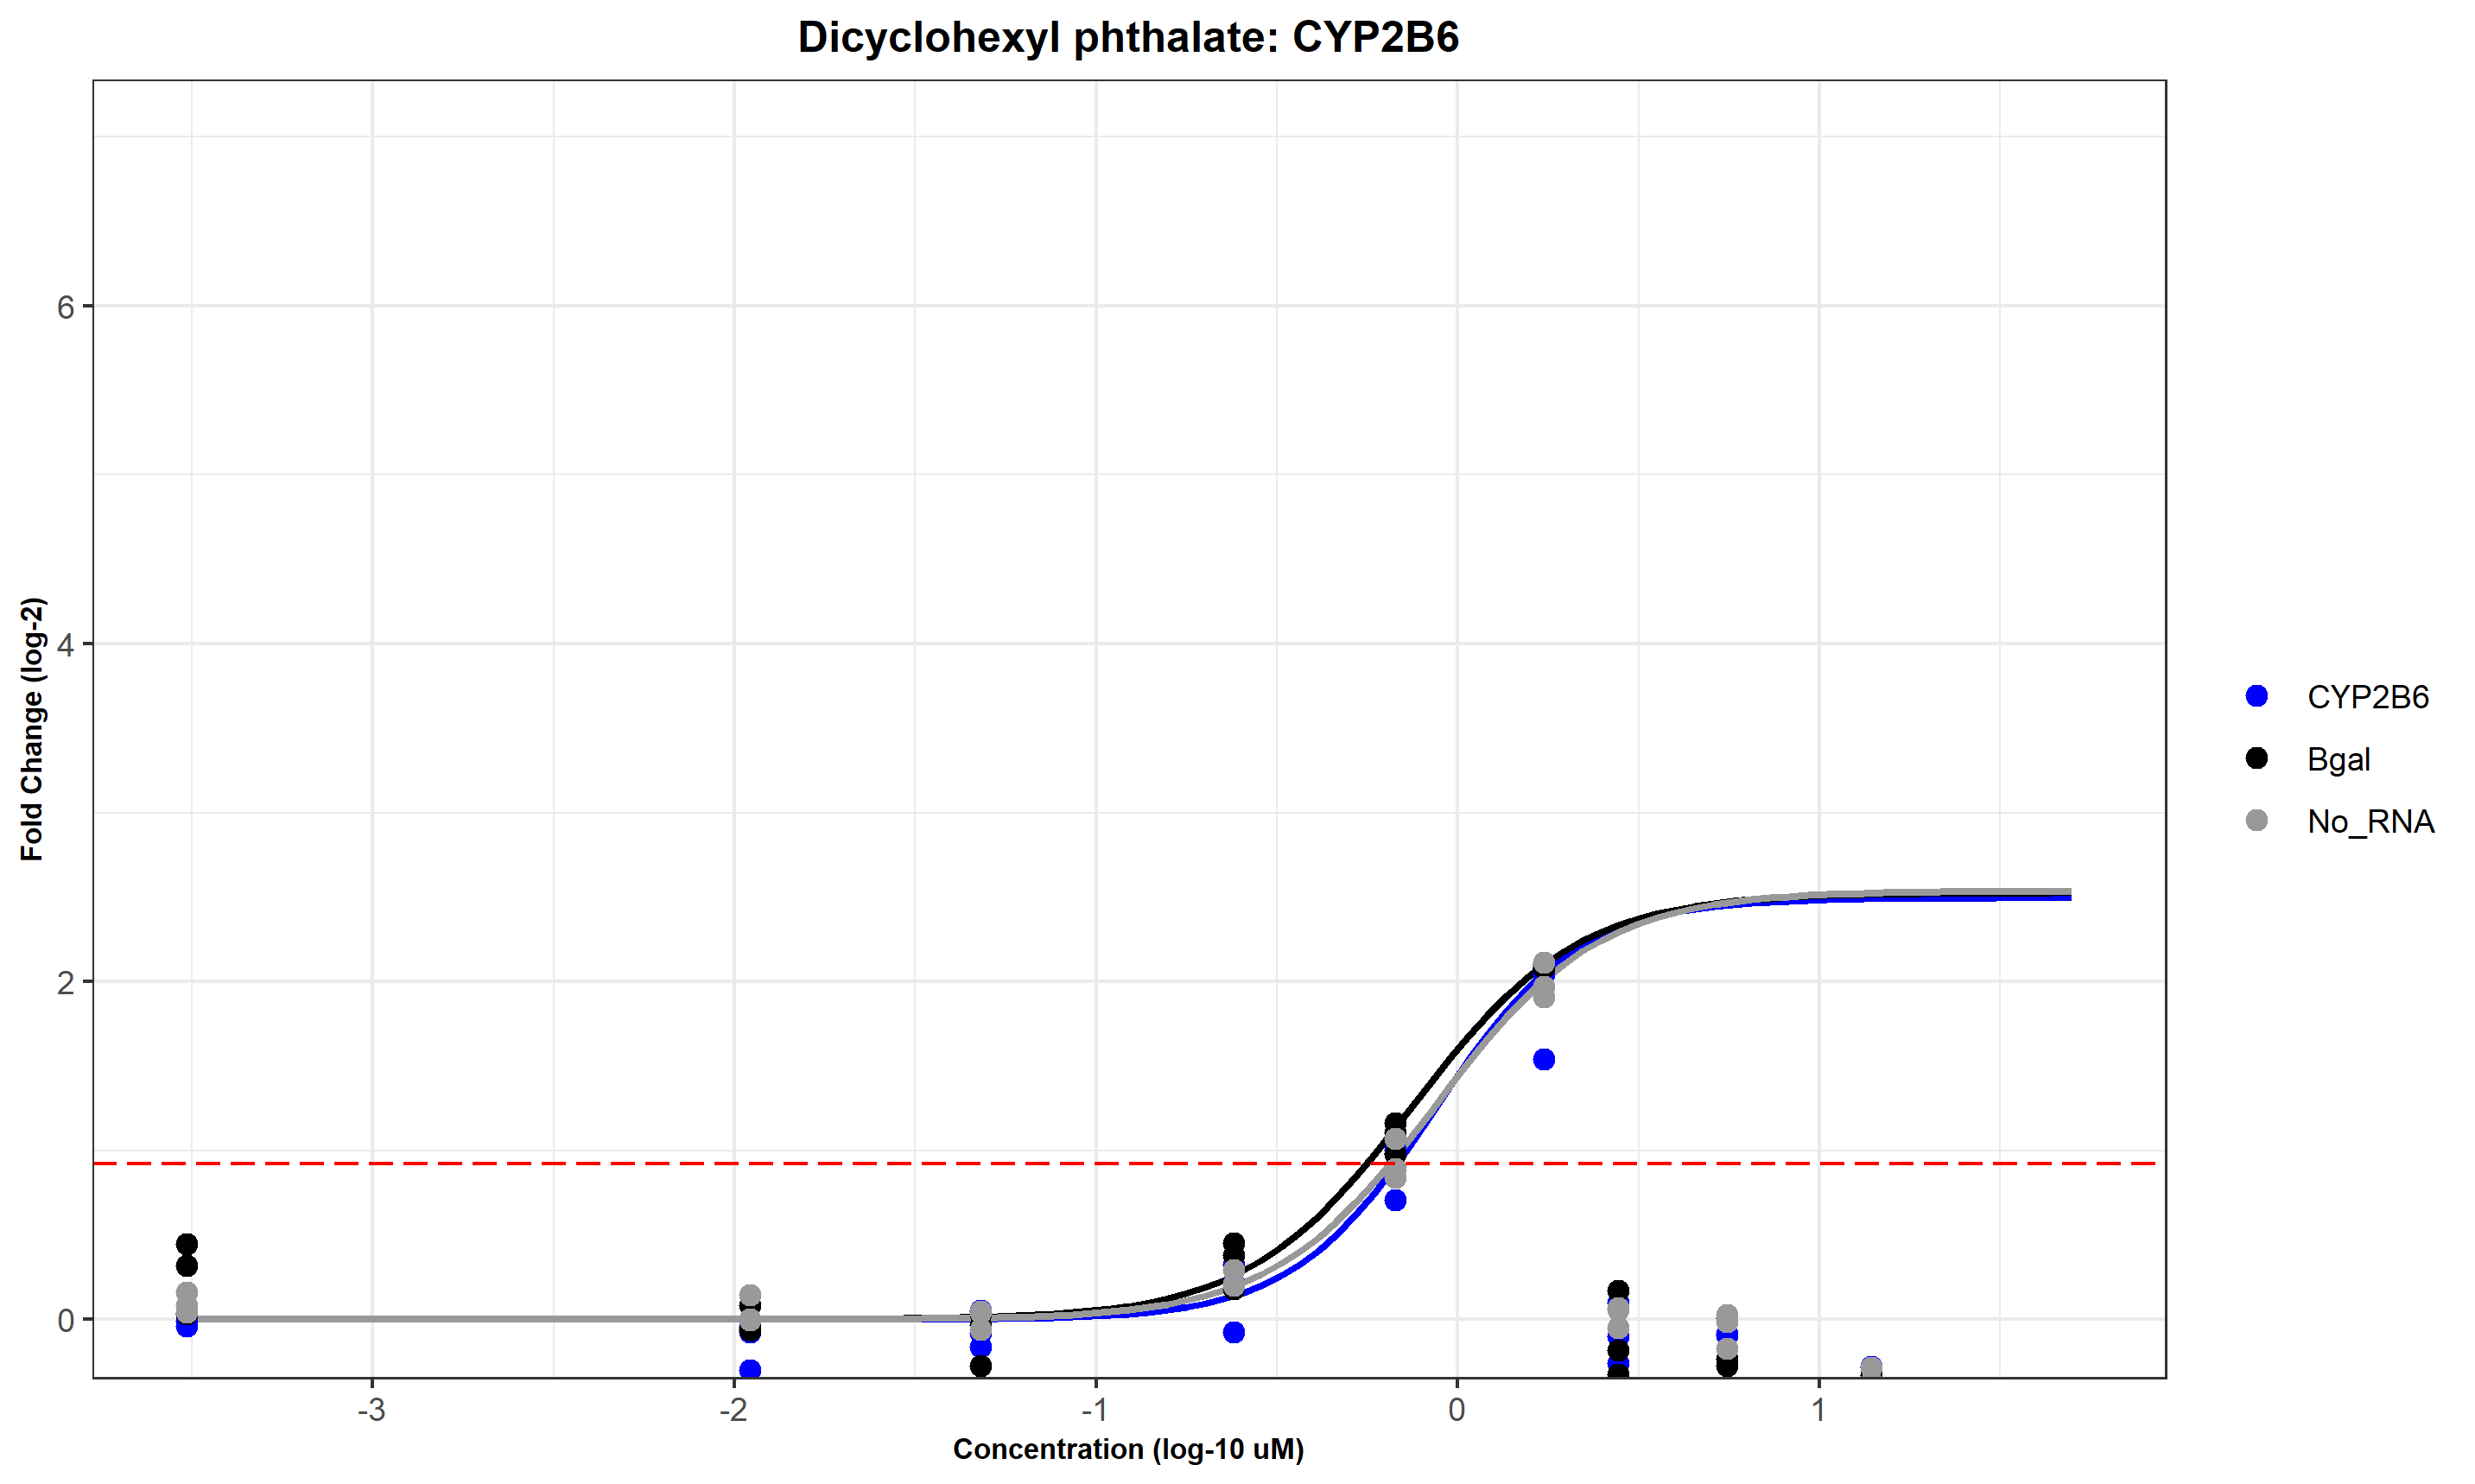 Dicyclohexyl phthalate: CYP2B6
Fold Change (log-2)
6
4
2
0
-3
-2
-1
0
1
Concentration (log-10 uM)
CYP2B6
Bgal
No_RNA